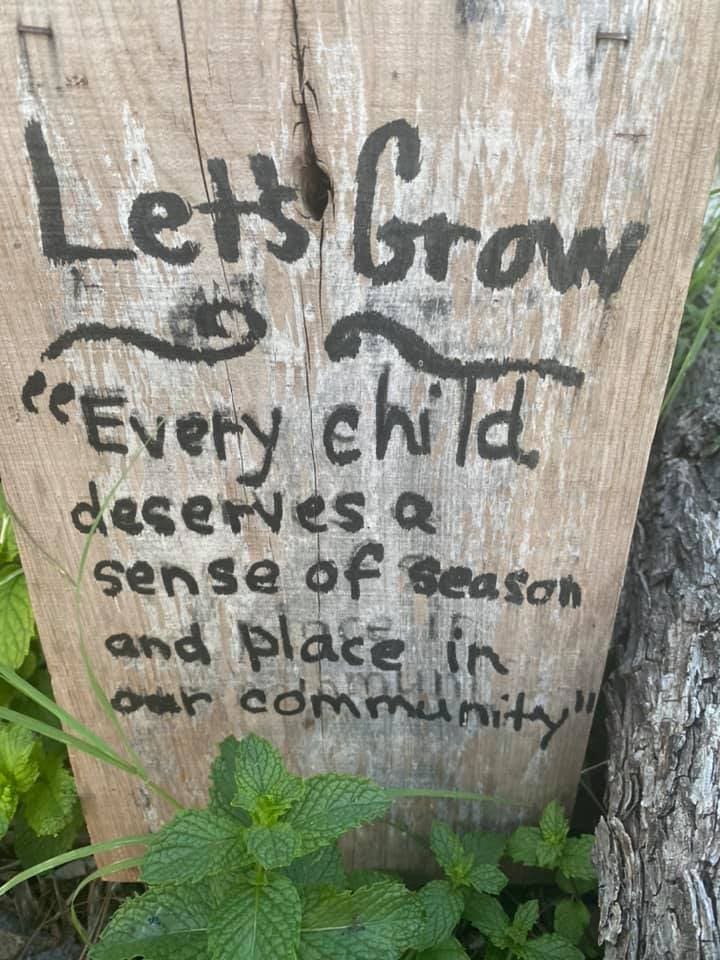 Let's Grow
"Every child
deserves a
sense of season
and place in
our community"